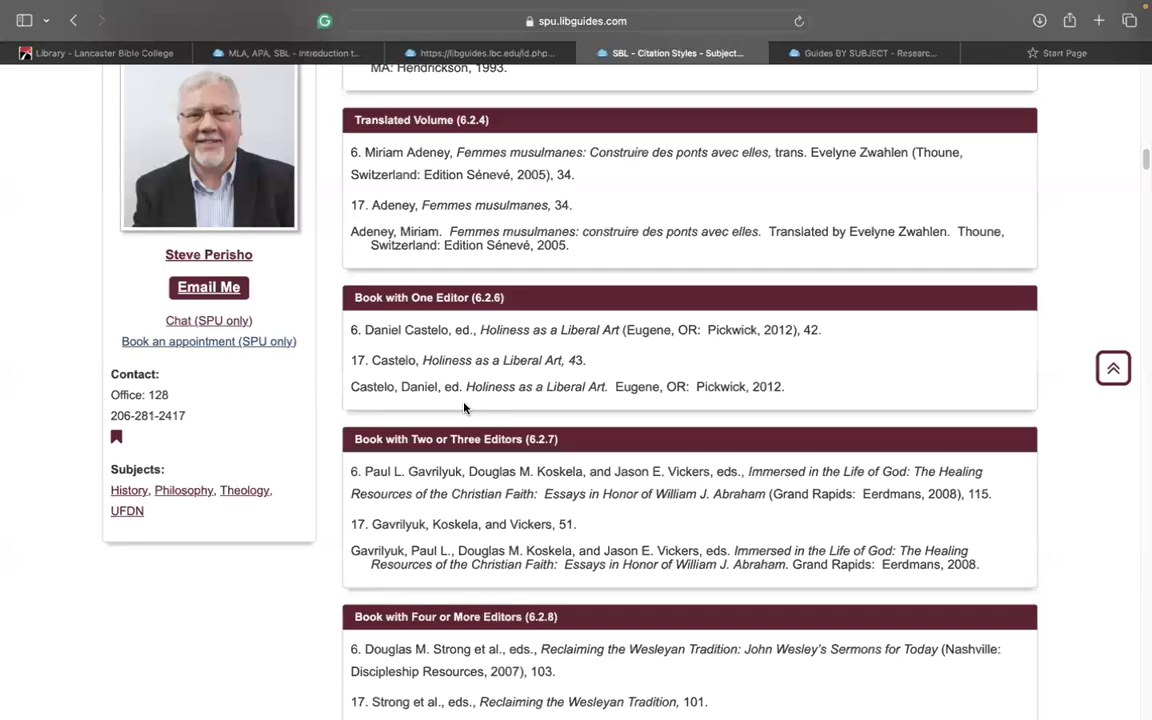 spu.libguides.com
Library - Lancaster Bible College
MLA, APA, SBL - Introduction t...
https://libguides.lbc.edu/ld.php...
SBL - Citation Styles - Subject...
Guides BY SUBJECT - Researc...
Start Page
MA: Hendrickson, 1993.
Steve Perisho
Email Me
Chat (SPU only)
Book an appointment (SPU only)
Contact:
Office: 128
206-281-2417
Subjects:
History, Philosophy, Theology,
UFDN
Translated Volume (6.2.4)
6. Miriam Adeney, Femmes musulmanes: Construire des ponts avec elles, trans. Evelyne Zwahlen (Thoune,
Switzerland: Edition Sénevé, 2005), 34.
17. Adeney, Femmes musulmanes, 34.
Adeney, Miriam. Femmes musulmanes: construire des ponts avec elles. Translated by Evelyne Zwahlen. Thoune,
Switzerland: Edition Sénevé, 2005.
Book with One Editor (6.2.6)
6. Daniel Castelo, ed., Holiness as a Liberal Art (Eugene, OR: Pickwick, 2012), 42.
17. Castelo, Holiness as a Liberal Art, 43.
Castelo, Daniel, ed. Holiness as a Liberal Art. Eugene, OR: Pickwick, 2012.
Book with Two or Three Editors (6.2.7)
6. Paul L. Gavrilyuk, Douglas M. Koskela, and Jason E. Vickers, eds., Immersed in the Life of God: The Healing
Resources of the Christian Faith: Essays in Honor of William J. Abraham (Grand Rapids: Eerdmans, 2008), 115.
17. Gavrilyuk, Koskela, and Vickers, 51.
Gavrilyuk, Paul L., Douglas M. Koskela, and Jason E. Vickers, eds. Immersed in the Life of God: The Healing
Resources of the Christian Faith: Essays in Honor of William J. Abraham. Grand Rapids: Eerdmans, 2008.
Book with Four or More Editors (6.2.8)
6. Douglas M. Strong et al., eds., Reclaiming the Wesleyan Tradition: John Wesley's Sermons for Today (Nashville:
Discipleship Resources, 2007), 103.
17. Strong et al., eds., Reclaiming the Wesleyan Tradition, 101.